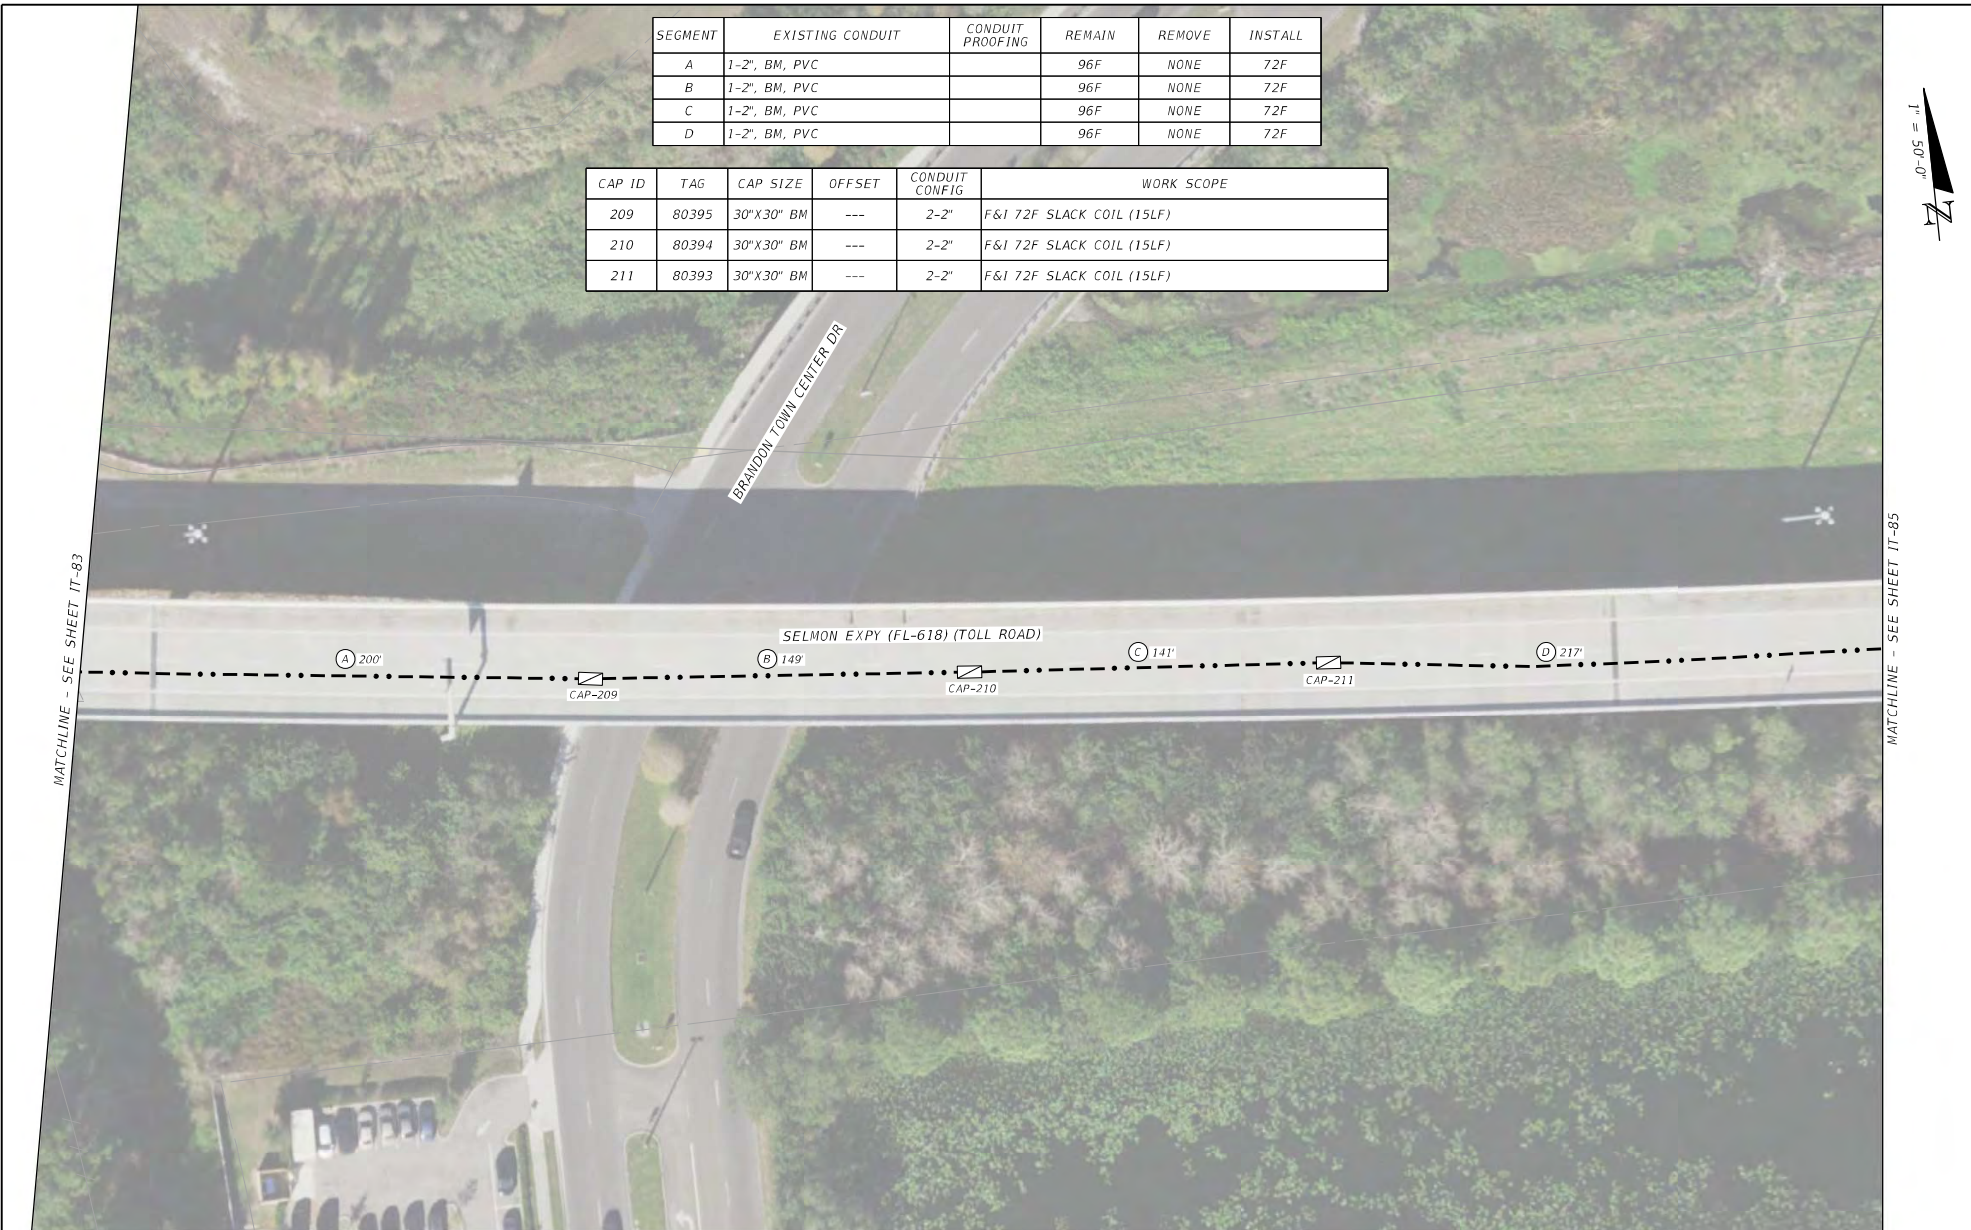 SEGMENT EXISTING CONDUIT CONDUIT PROOFING REMAIN REMOVE INSTALL
A 1-2", BM, PVC 96F NONE 72F
B 1-2", BM, PVC 96F NONE 72F
C 1-2", BM, PVC 96F NONE 72F
D 1-2", BM, PVC 96F NONE 72F
CAP ID TAG CAP SIZE OFFSET CONDUIT CONFIG WORK SCOPE
209 80395 30"X30" BM --- 2-2" F&I 72F SLACK COIL (15LF)
210 80394 30"X30" BM --- 2-2" F&I 72F SLACK COIL (15LF)
211 80393 30"X30" BM --- 2-2" F&I 72F SLACK COIL (15LF)
1" = 50'-0"
N
BRANDON TOWN CENTER DR
MATCHLINE - SEE SHEET IT-83
MATCHLINE - SEE SHEET IT-85
SELMON EXPY (FL-618) (TOLL ROAD)
A 200'
B 149'
C 141'
D 217'
CAP-209
CAP-210
CAP-211